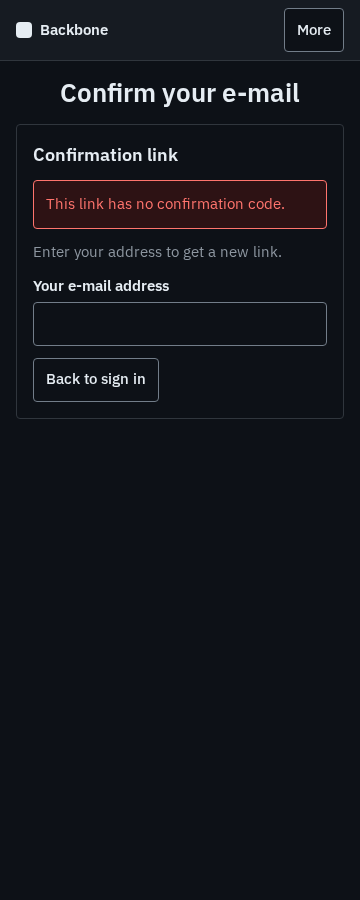 Backbone
More
Confirm your e-mail
Confirmation link
This link has no confirmation code.
Enter your address to get a new link.
Your e-mail address
Back to sign in